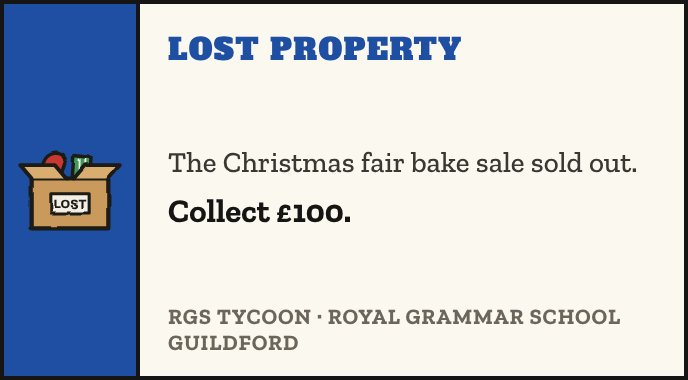 LOST PROPERTY
The Christmas fair bake sale sold out.
Collect £100.
LOST
RGS TYCOON · ROYAL GRAMMAR SCHOOL
GUILDFORD